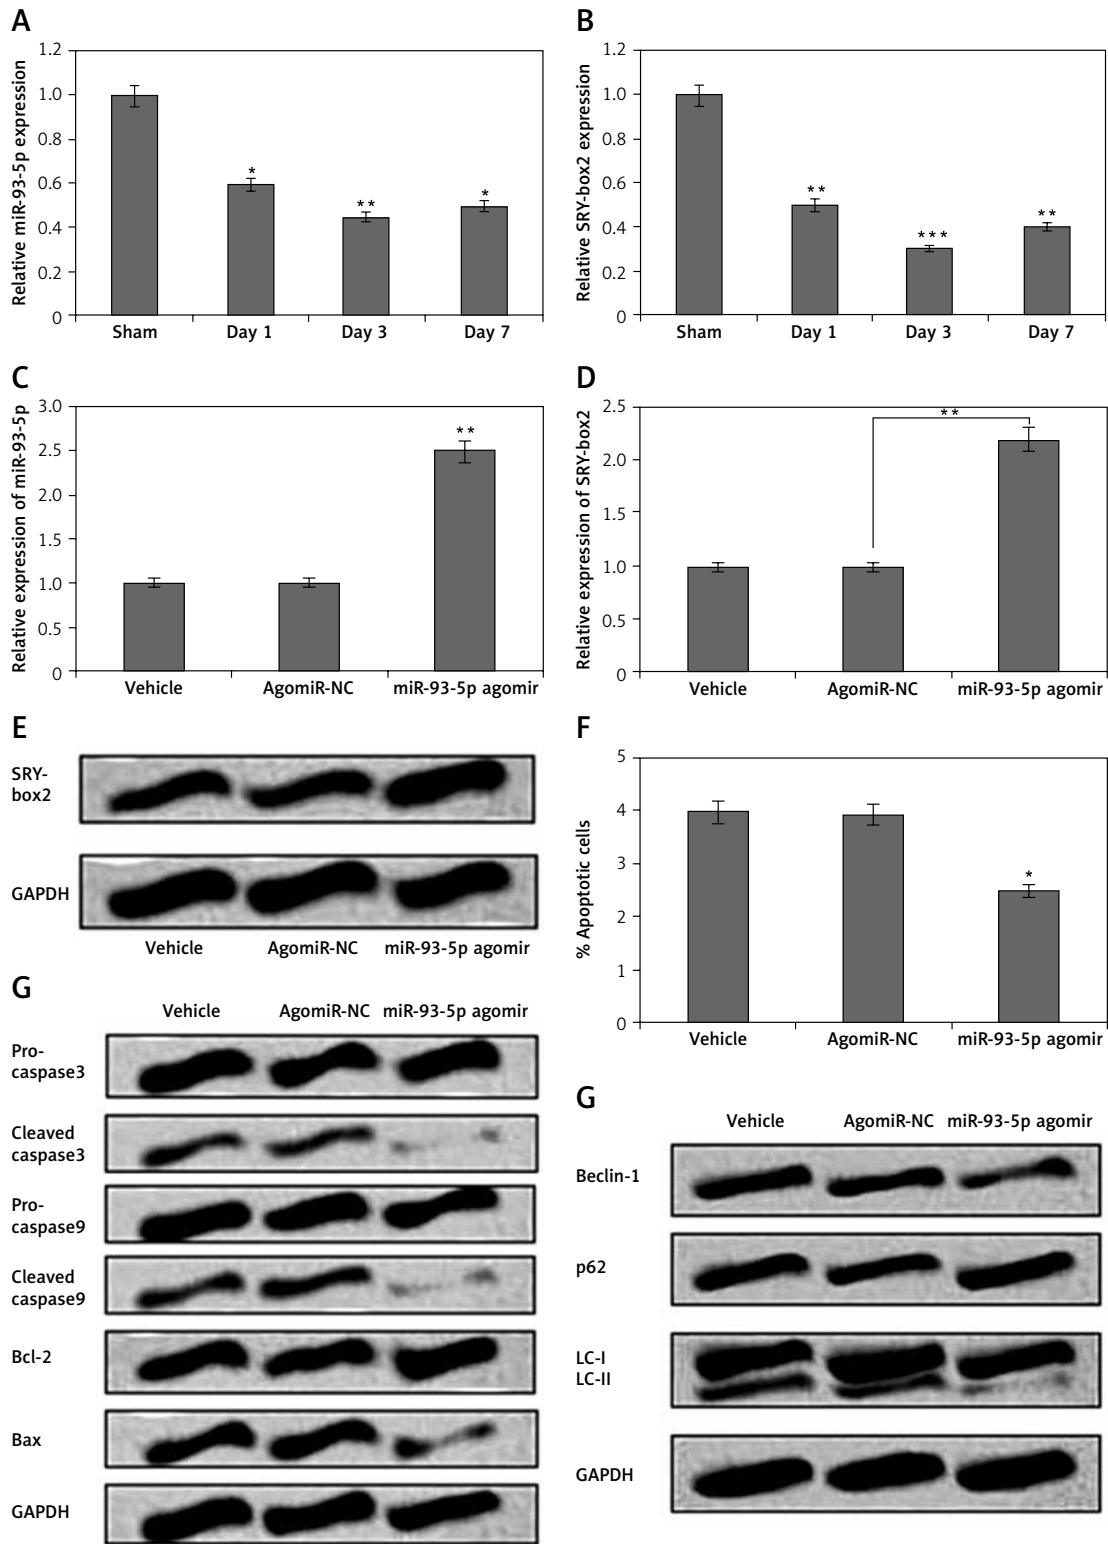 A
Relative miR-93-5p expression
1.2
1.0
0.8
0.6
0.4
0.2
0
*
**
*
Sham
Day 1
Day 3
Day 7
B
Relative SRY-box2 expression
1.2
1.0
0.8
0.6
0.4
0.2
0
**
***
**
Sham
Day 1
Day 3
Day 7
C
Relative expression of miR-93-5p
3.0
2.5
2.0
1.5
1.0
0.5
0
**
Vehicle
AgomiR-NC
miR-93-5p agomir
D
Relative expression of SRY-box2
2.5
2.0
1.5
1.0
0.5
0
**
Vehicle
AgomiR-NC
miR-93-5p agomir
E
SRY-
box2
GAPDH
Vehicle
AgomiR-NC
miR-93-5p agomir
F
% Apoptotic cells
5
4
3
2
1
0
*
Vehicle
AgomiR-NC
miR-93-5p agomir
G
Vehicle
AgomiR-NC
miR-93-5p agomir
Pro-
caspase3
Cleaved
caspase3
Pro-
caspase9
Cleaved
caspase9
Bcl-2
Bax
GAPDH
G
Vehicle
AgomiR-NC
miR-93-5p agomir
Beclin-1
p62
LC-I
LC-II
GAPDH